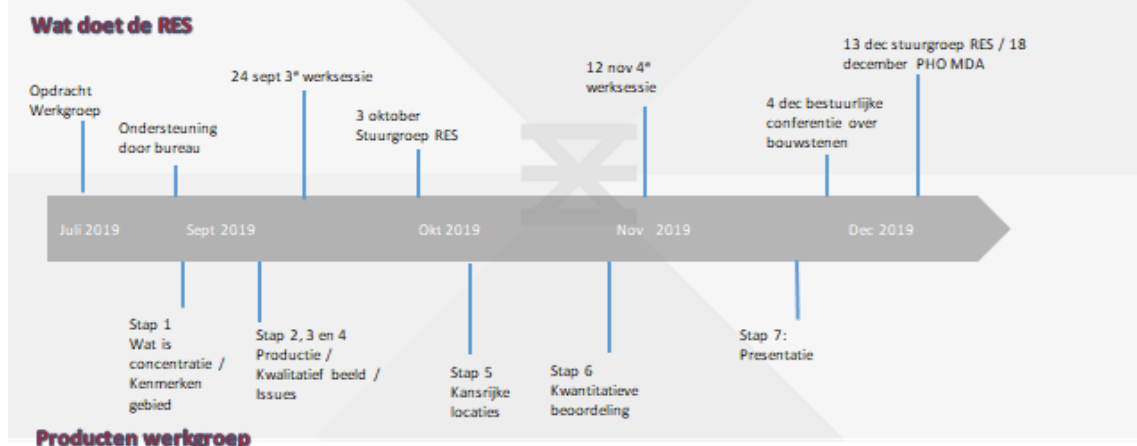 Wat doet de RES
Opdracht
Werkgroep
Ondersteuning
door bureau
24 sept 3e werksessie
3 oktober
Stuurgroep RES
12 nov 4e
werksessie
4 dec bestuurlijke
conferentie over
bouwstenen
13 dec stuurgroep RES / 18
december PHO MDA
Juli 2019
Sept 2019
Okt 2019
Nov 2019
Dec 2019
Stap 1
Wat is
concentratie /
Kenmerken
gebied
Stap 2, 3 en 4
Productie /
Kwalitatief beeld /
Issues
Stap 5
Kansrijke
locaties
Stap 6
Kwantitatieve
beoordeling
Stap 7:
Presentatie
Producten werkgroep